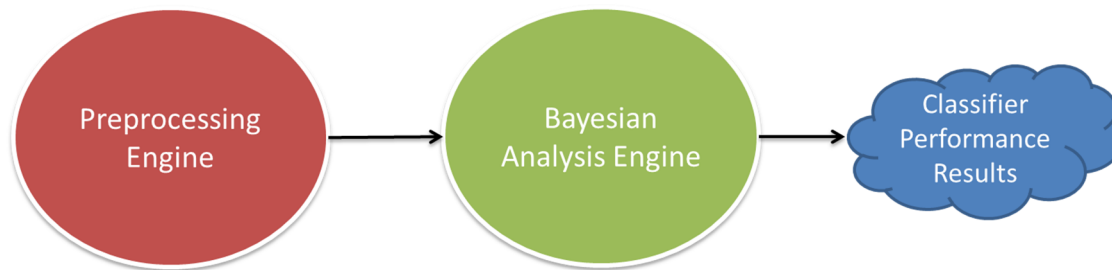 Preprocessing
Engine
Bayesian
Analysis Engine
Classifier
Performance
Results